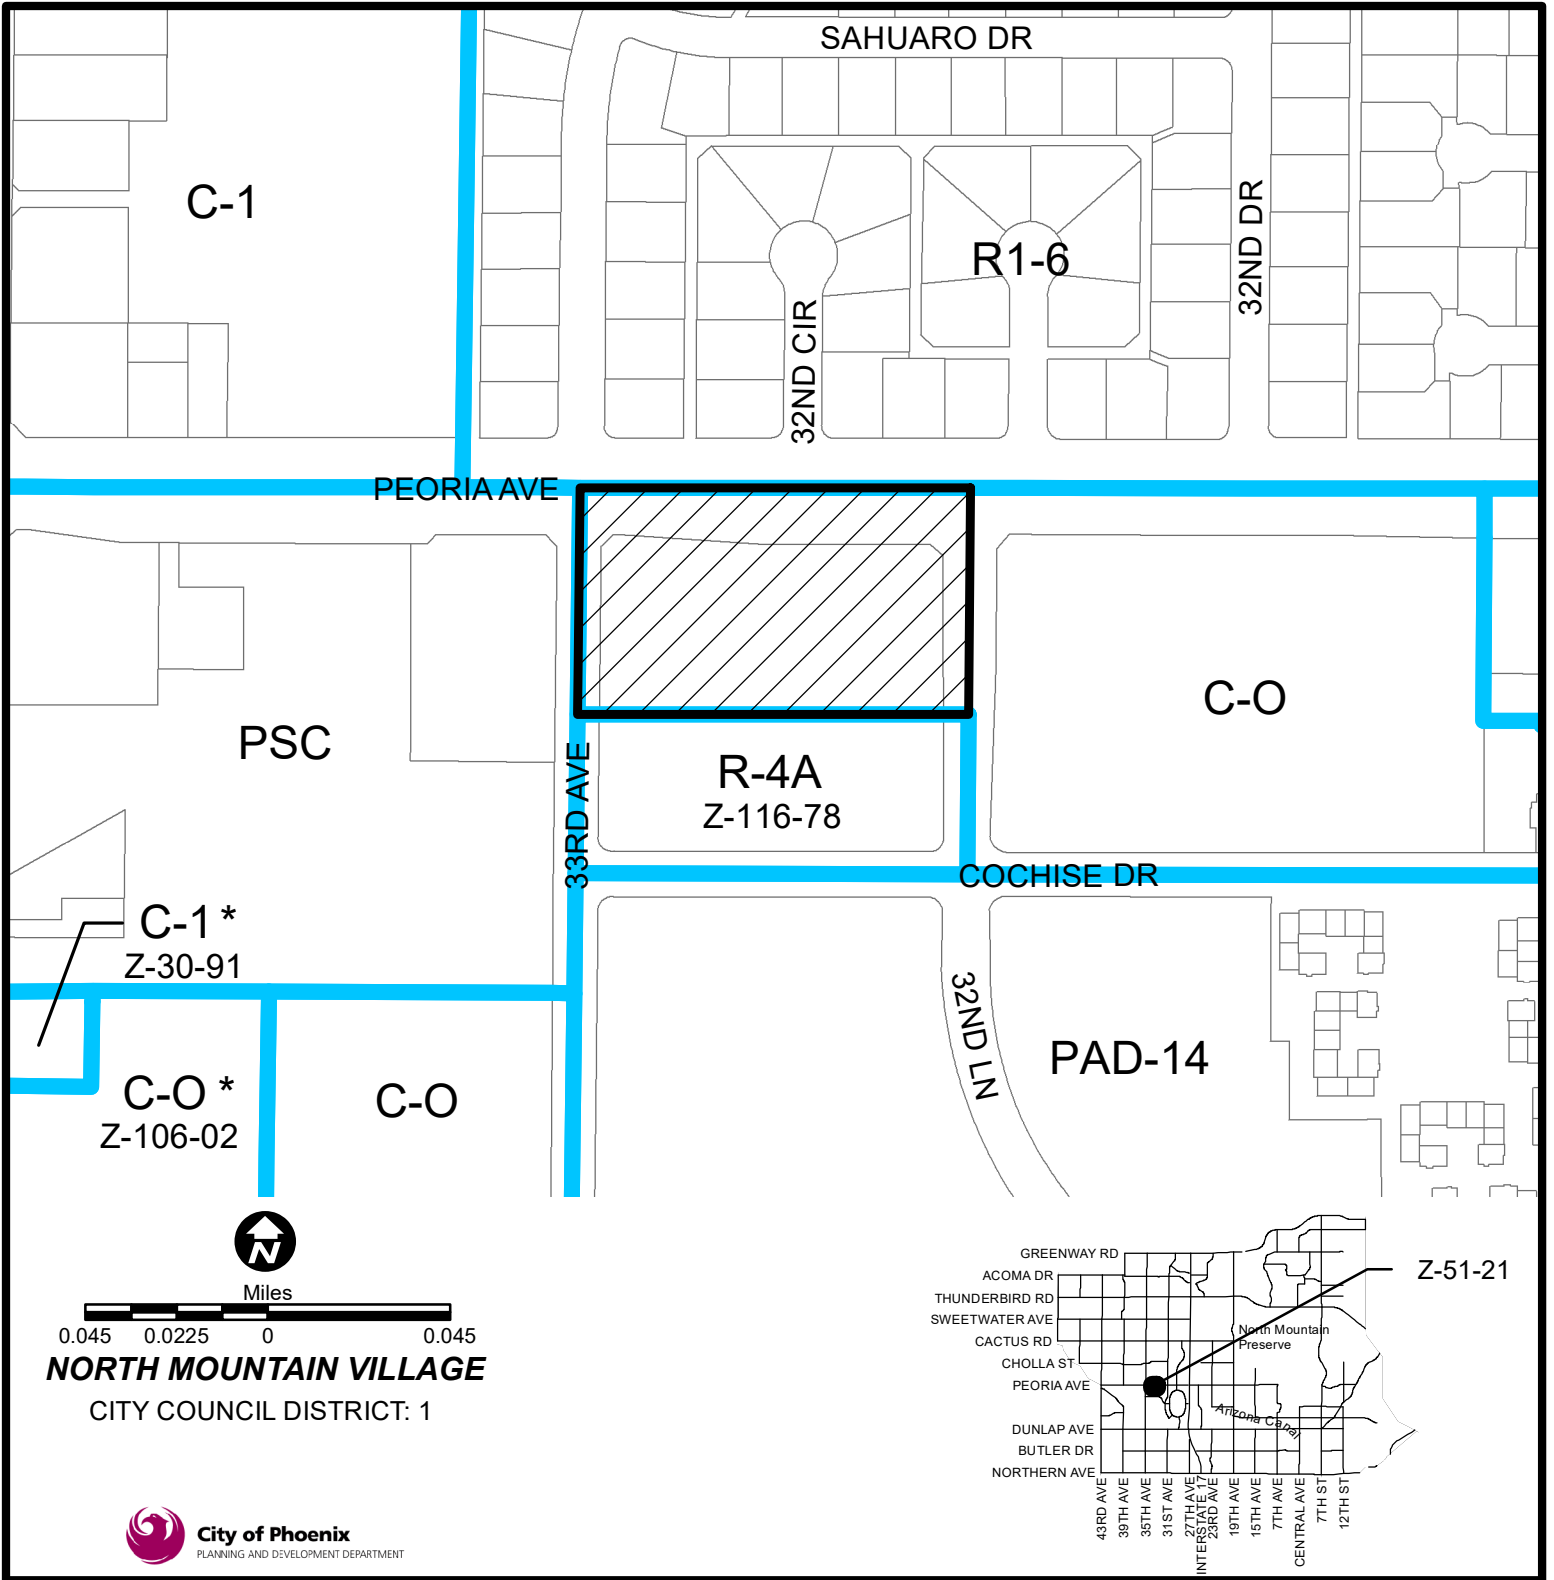 SAHUARO DR
C-1
R1-6
32ND DR
32ND CIR
PEORIA AVE
C-O
PSC
R-4A
Z-116-78
33RD AVE
COCHISE DR
C-1 *
Z-30-91
32ND LN
PAD-14
C-O *
Z-106-02
C-O
N
Miles
0.045 0.0225 0 0.045
NORTH MOUNTAIN VILLAGE
CITY COUNCIL DISTRICT: 1
City of Phoenix
PLANNING AND DEVELOPMENT DEPARTMENT
Z-51-21
GREENWAY RD
ACOMA DR
THUNDERBIRD RD
SWEETWATER AVE
CACTUS RD
CHOLLA ST
PEORIA AVE
DUNLAP AVE
BUTLER DR
NORTHERN AVE
North Mountain
Preserve
Arizona Canal
43RD AVE
39TH AVE
35TH AVE
31ST AVE
27TH AVE
INTERSTATE 17
23RD AVE
19TH AVE
15TH AVE
7TH AVE
CENTRAL AVE
7TH ST
12TH ST